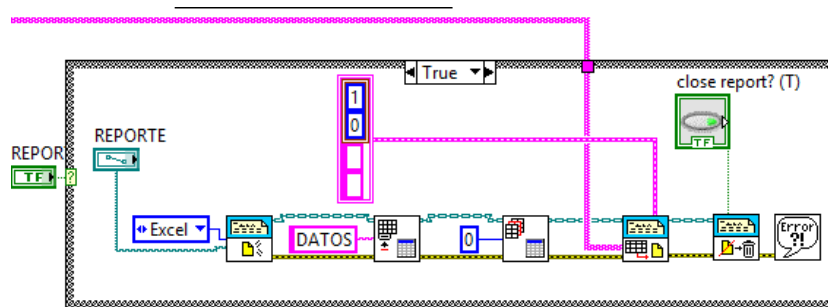 True
close report? (T)
1
0
TF
REPORTE
REPOR
TF
?
Excel
DATOS
0
Error
?!